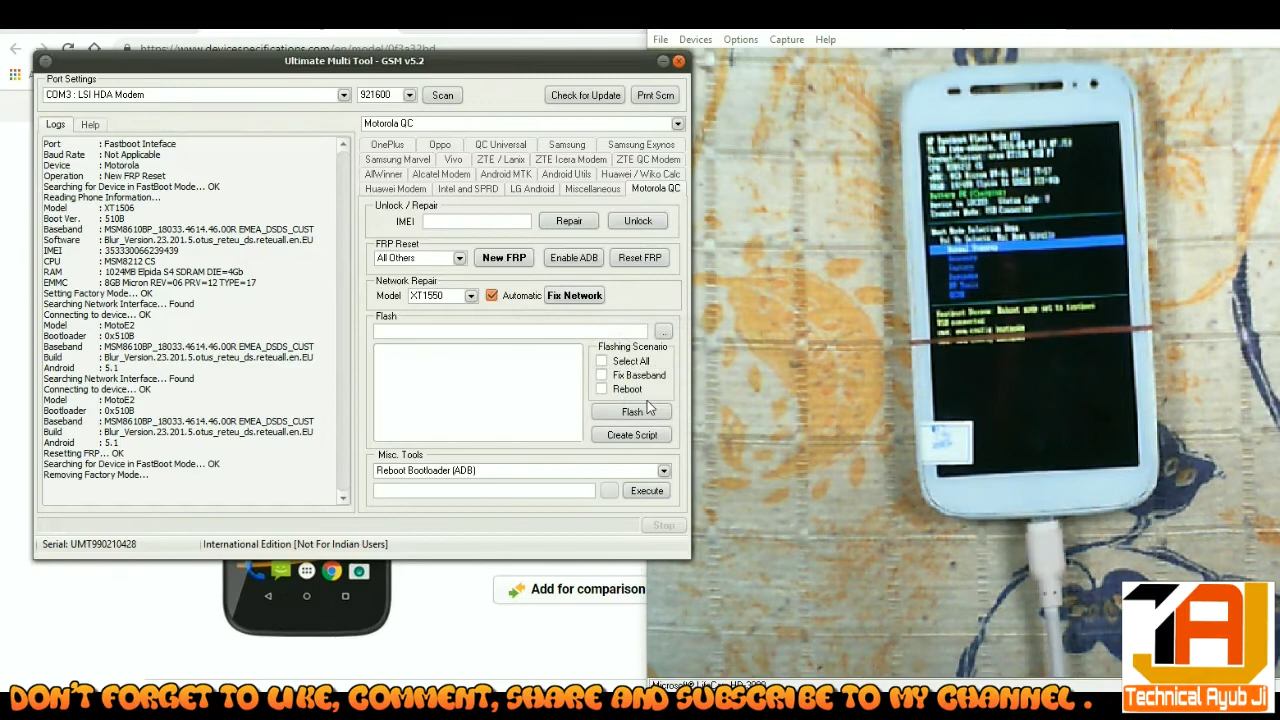 https://www.devicespecifications.com/en/model/0f3a32bd
File Devices Options Capture Help
Ultimate Multi Tool - GSM v5.2
Port Settings
COM3 : LSI HDA Modem
921600
Scan
Check for Update
Prnt Scrn
Logs
Help
Motorola QC
Port : Fastboot Inteface
Baud Rate : Not Applicable
Device : Motorola
Operation : New FRP Reset
Searching for Device in FastBoot Mode... OK
Reading Phone Information...
Model : XT1506
Boot Ver. : 510B
Baseband : MSM8610BP_18033.4614.46.00R EMEA_DSDS_CUST
Software : Blur_Version.23.201.5.otus_reteu_ds.reteuall.en.EU
IMEI : 353330066239439
CPU : MSM8212 CS
RAM : 1024MB Elpida S4 SDRAM DIE=4Gb
EMMC : 8GB Micron REV=06 PRV=12 TYPE=17
Setting Factory Mode... OK
Searching Network Interface... Found
Connecting to device... OK
Model : MotoE2
Bootloader : 0x510B
Baseband : MSM8610BP_18033.4614.46.00R EMEA_DSDS_CUST
Build : Blur_Version.23.201.5.otus_reteu_ds.reteuall.en.EU
Android : 5.1
Searching Network Interface... Found
Connecting to device... OK
Model : MotoE2
Bootloader : 0x510B
Baseband : MSM8610BP_18033.4614.46.00R EMEA_DSDS_CUST
Build : Blur_Version.23.201.5.otus_reteu_ds.reteuall.en.EU
Android : 5.1
Resetting FRP... OK
Searching for Device in FastBoot Mode... OK
Removing Factory Mode...
OnePlus Oppo QC Universal Samsung Samsung Exynos
Samsung Marvel Vivo ZTE / Lanix ZTE Icera Modem ZTE QC Modem
AllWinner Alcatel Modem Android MTK Android Utils Huawei / Wiko Calc
Huawei Modem Intel and SPRD LG Android Miscellaneous Motorola QC
Unlock / Repair
IMEI
Repair
Unlock
FRP Reset
All Others
New FRP
Enable ADB
Reset FRP
Network Repair
Model XT1550
Automatic
Fix Network
Flash
...
Flashing Scenario
Select All
Fix Baseband
Reboot
Flash
Create Script
Misc. Tools
Reboot Bootloader (ADB)
Execute
Stop
Serial: UMT990210428
International Edition [Not For Indian Users]
Add for comparison
TAJ
Technical Ayub Ji
DON'T FORGET TO LIKE, COMMENT, SHARE AND SUBSCRIBE TO MY CHANNEL .